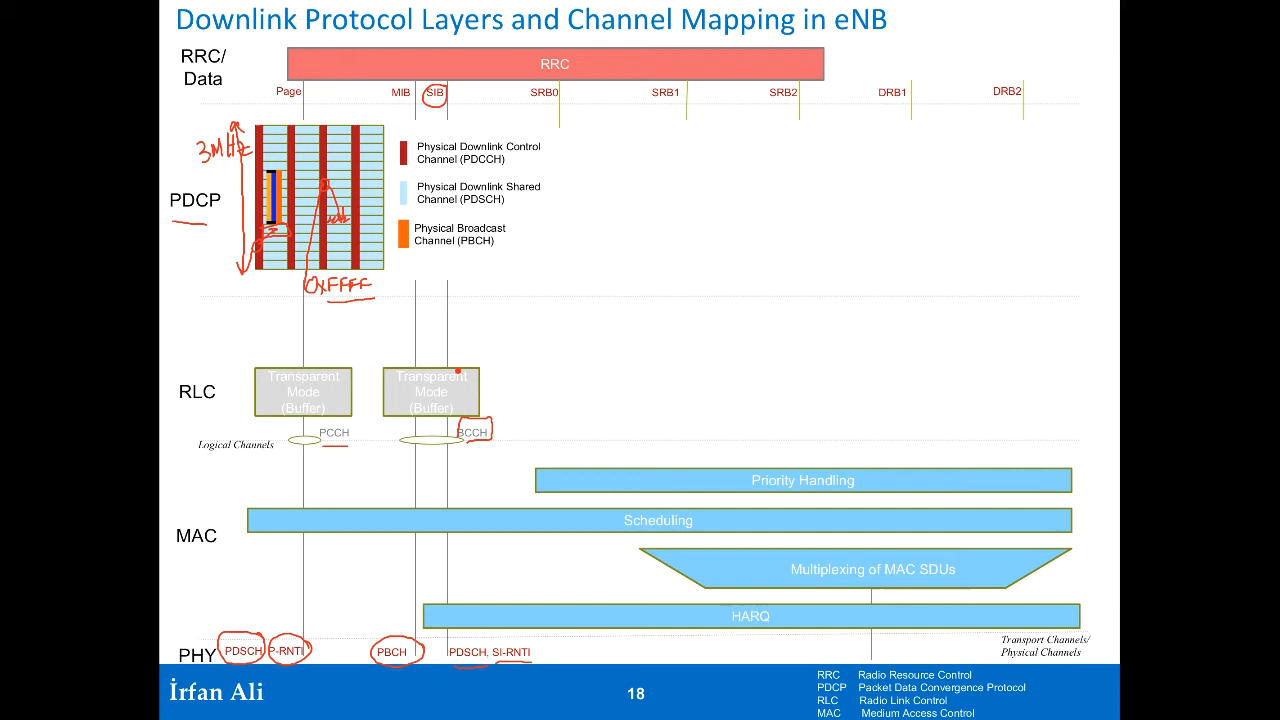 Downlink Protocol Layers and Channel Mapping in eNB
RRC/
Data
RRC
Page
MIB
SIB
SRB0
SRB1
SRB2
DRB1
DRB2
3MHz
PDCP
Physical Downlink Control
Channel (PDCCH)
Physical Downlink Shared
Channel (PDSCH)
Physical Broadcast
Channel (PBCH)
0xFFFF
RLC
Transparent
Mode
(Buffer)
Transparent
Mode
(Buffer)
PCCH
BCCH
Logical Channels
Priority Handling
MAC
Scheduling
Multiplexing of MAC SDUs
HARQ
Transport Channels/
Physical Channels
PHY
PDSCH
P-RNTI
PBCH
PDSCH, SI-RNTI
İrfan Ali
18
RRC Radio Resource Control
PDCP Packet Data Convergence Protocol
RLC Radio Link Control
MAC Medium Access Control